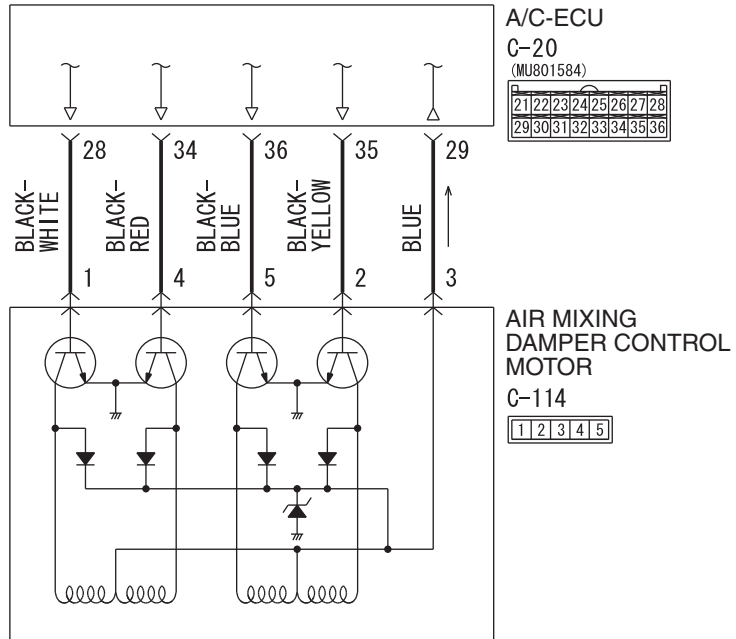 A/C-ECU
C-20
(MU801584)
21 22 23 24 25 26 27 28
29 30 31 32 33 34 35 36
28 34 36 35 29
BLACK-
WHITE
BLACK-
RED
BLACK-
BLUE
BLACK-
YELLOW
BLUE
1 4 5 2 3
AIR MIXING
DAMPER CONTROL
MOTOR
C-114
1 2 3 4 5